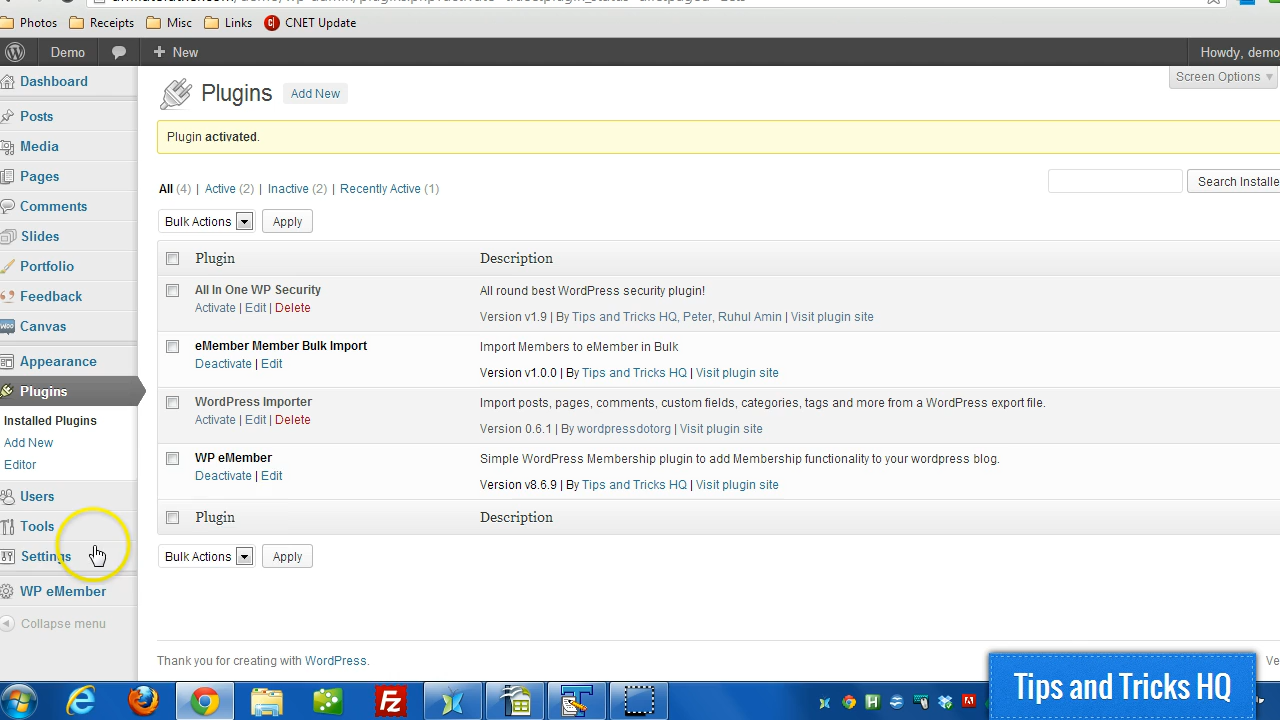 Photos Receipts Misc Links CNET Update
Demo New Howdy, demo
Dashboard
Posts
Media
Pages
Comments
Slides
Portfolio
Feedback
Canvas
Appearance
Plugins
Installed Plugins
Add New
Editor
Users
Tools
Settings
WP eMember
Collapse menu
Screen Options
Plugins Add New
Plugin activated.
All (4) | Active (2) | Inactive (2) | Recently Active (1)
Search Installe
Bulk Actions Apply
Plugin Description
All In One WP Security All round best WordPress security plugin!
Activate | Edit | Delete Version v1.9 | By Tips and Tricks HQ, Peter, Ruhul Amin | Visit plugin site
eMember Member Bulk Import Import Members to eMember in Bulk
Deactivate | Edit Version v1.0.0 | By Tips and Tricks HQ | Visit plugin site
WordPress Importer Import posts, pages, comments, custom fields, categories, tags and more from a WordPress export file.
Activate | Edit | Delete Version 0.6.1 | By wordpressdotorg | Visit plugin site
WP eMember Simple WordPress Membership plugin to add Membership functionality to your wordpress blog.
Deactivate | Edit Version v8.6.9 | By Tips and Tricks HQ | Visit plugin site
Plugin Description
Bulk Actions Apply
Thank you for creating with WordPress. Ve
Tips and Tricks HQ